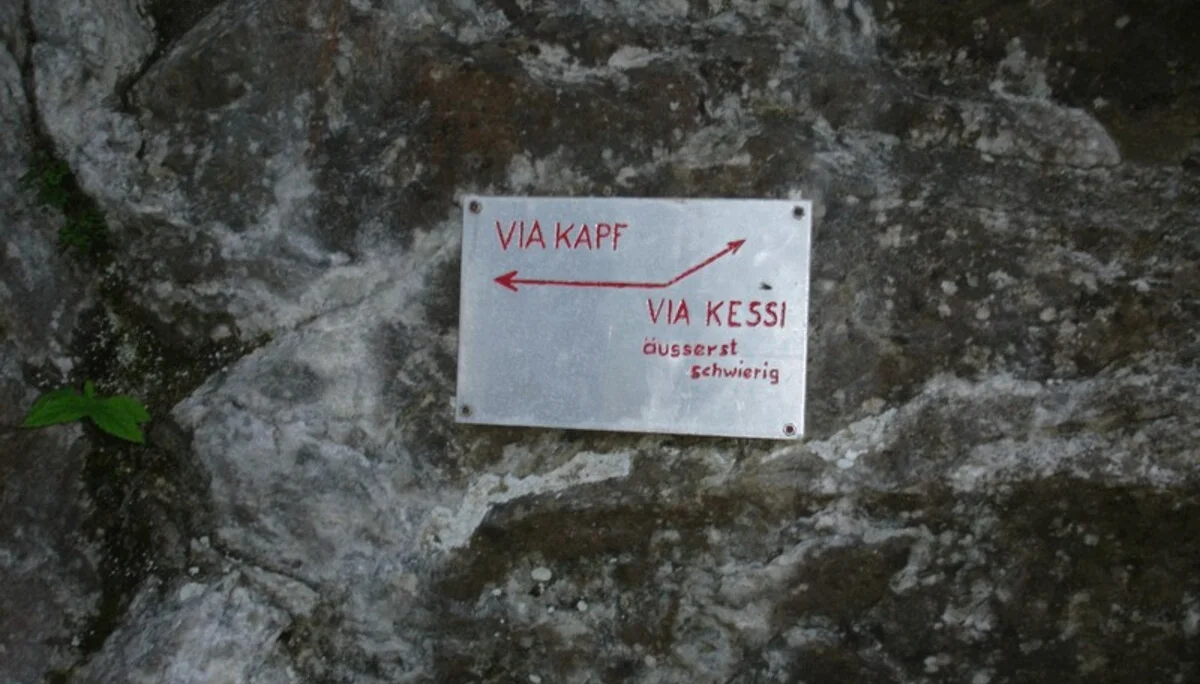 VIA KAPF
VIA KESSI
äusserst
schwierig